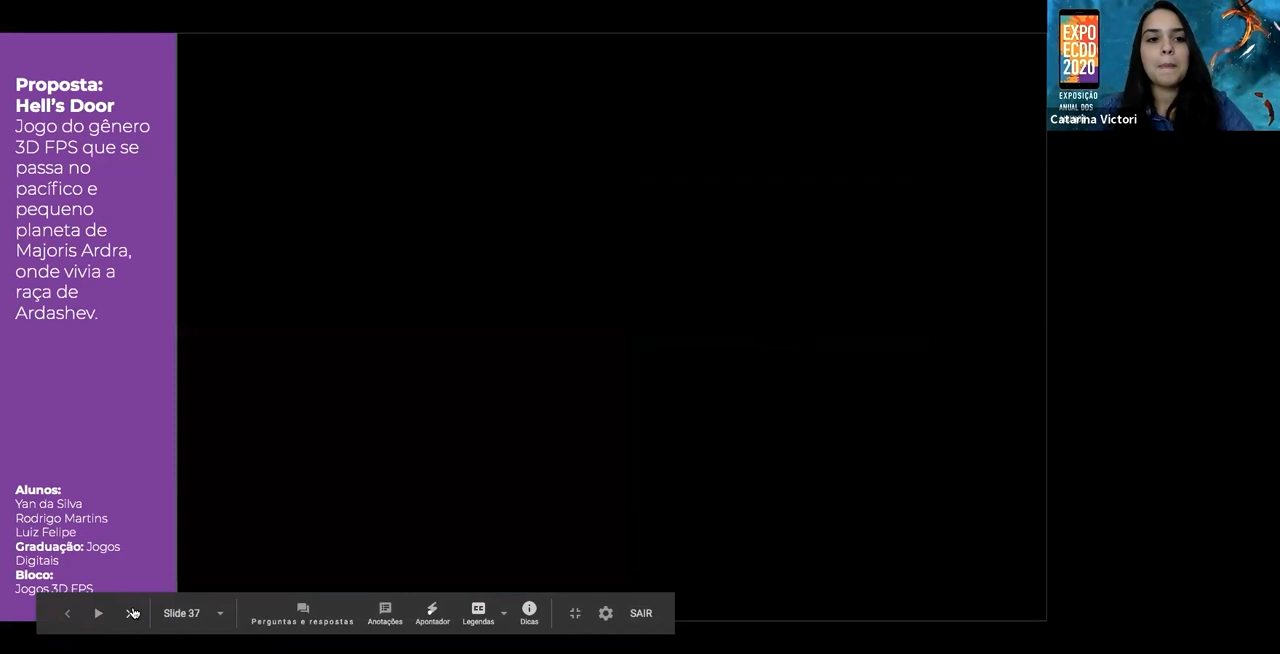 Proposta:
Hell's Door
Jogo do gênero
3D FPS que se
passa no
pacífico e
pequeno
planeta de
Majoris Ardra,
onde vivia a
raça de
Ardashev.
Alunos:
Yan da Silva
Rodrigo Martins
Luiz Felipe
Graduação: Jogos
Digitais
Bloco:
Jogos 3D FPS
Slide 37
Perguntas e respostas
Anotações
Apontador
Legendas
Dicas
SAIR
EXPO
ECDD
2020
EXPOSIÇÃO
ANUAL DOS
Catarina Victori